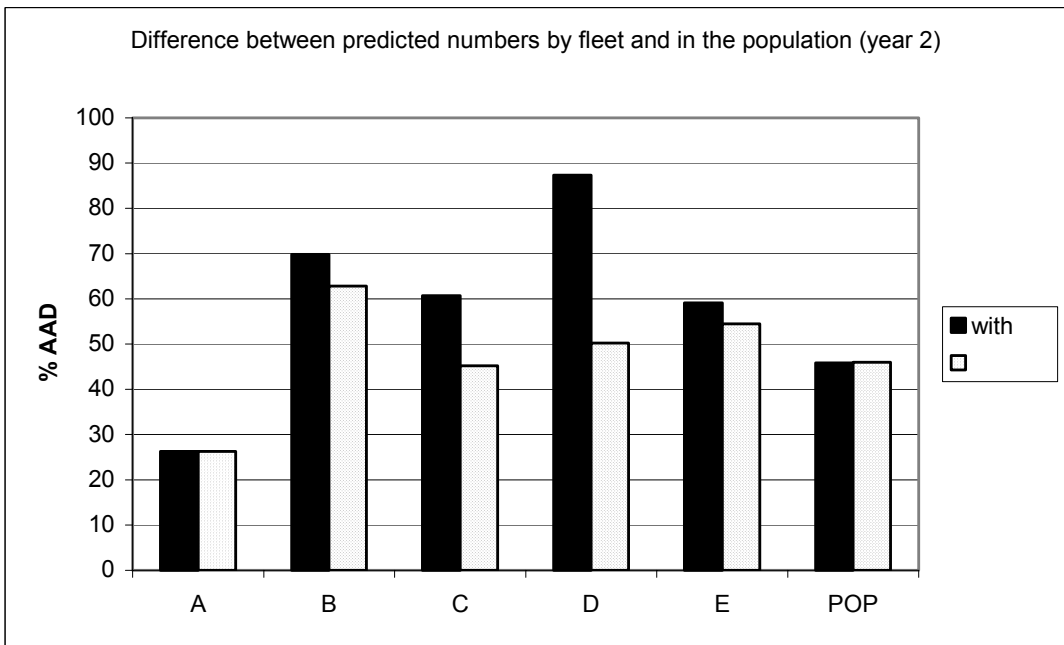 Difference between predicted numbers by fleet and in the population (year 2)
100
90
80
70
60
50
40
30
20
10
0
% AAD
A B C D E POP
with